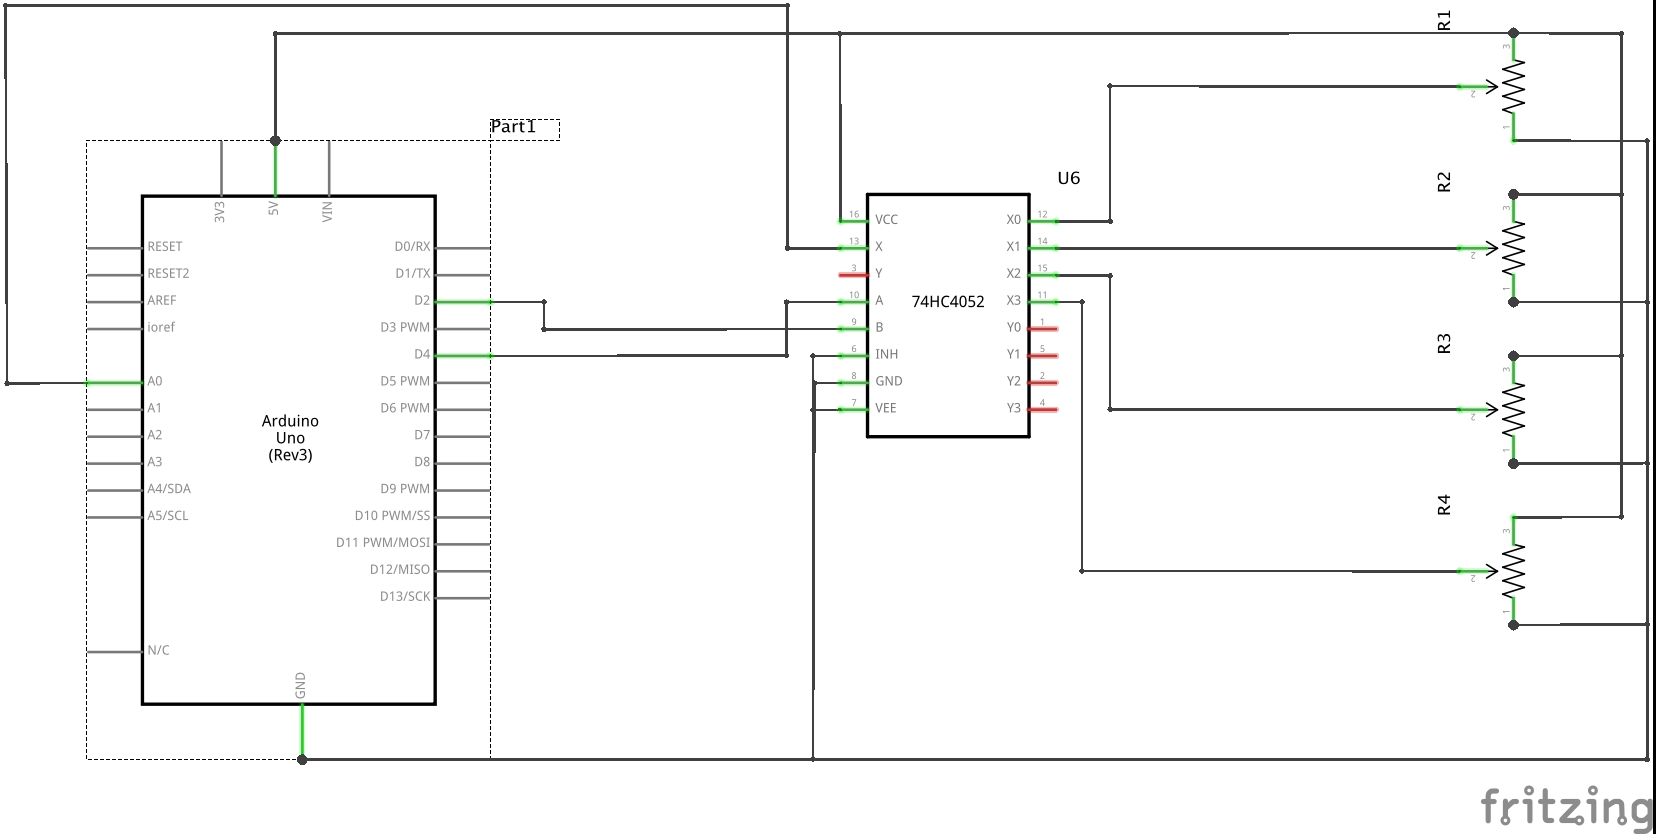 Part1
3V3
5V
VIN
RESET
RESET2
AREF
ioref
A0
A1
A2
A3
A4/SDA
A5/SCL
N/C
Arduino
Uno
(Rev3)
D0/RX
D1/TX
D2
D3 PWM
D4
D5 PWM
D6 PWM
D7
D8
D9 PWM
D10 PWM/SS
D11 PWM/MOSI
D12/MISO
D13/SCK
GND
U6
74HC4052
16 VCC
13 X
3 Y
10 A
9 B
6 INH
8 GND
7 VEE
X0 12
X1 14
X2 15
X3 11
Y0 1
Y1 5
Y2 2
Y3 4
R1
3
2
1
R2
3
2
1
R3
3
2
1
R4
3
2
1
fritzing